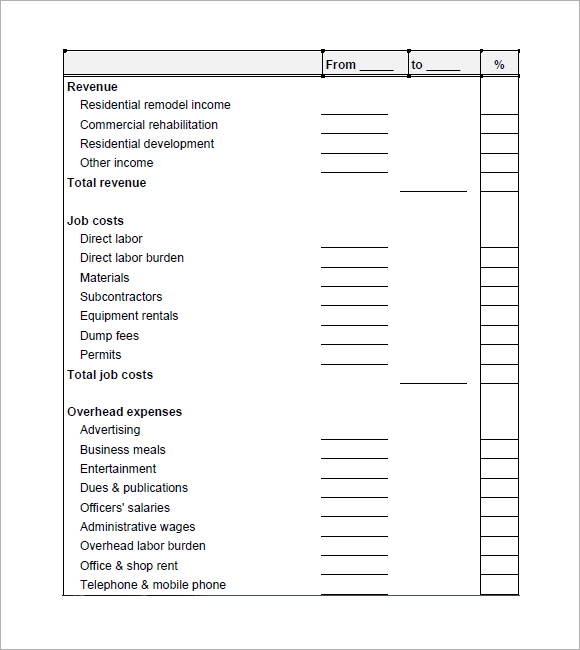 From _____ to _____ %
Revenue
Residential remodel income
Commercial rehabilitation
Residential development
Other income
Total revenue
Job costs
Direct labor
Direct labor burden
Materials
Subcontractors
Equipment rentals
Dump fees
Permits
Total job costs
Overhead expenses
Advertising
Business meals
Entertainment
Dues & publications
Officers' salaries
Administrative wages
Overhead labor burden
Office & shop rent
Telephone & mobile phone